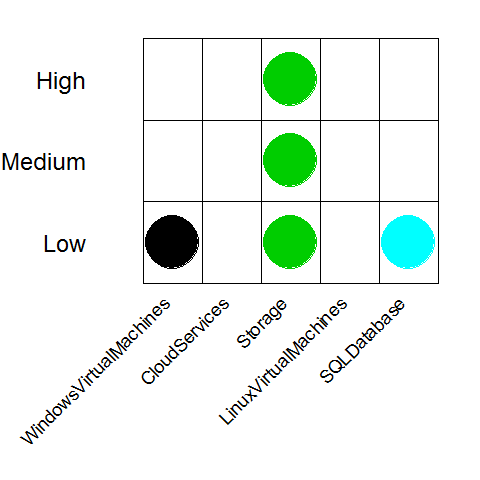 High
Medium
Low
WindowsVirtualMachines
CloudServices
Storage
LinuxVirtualMachines
SQLDatabase